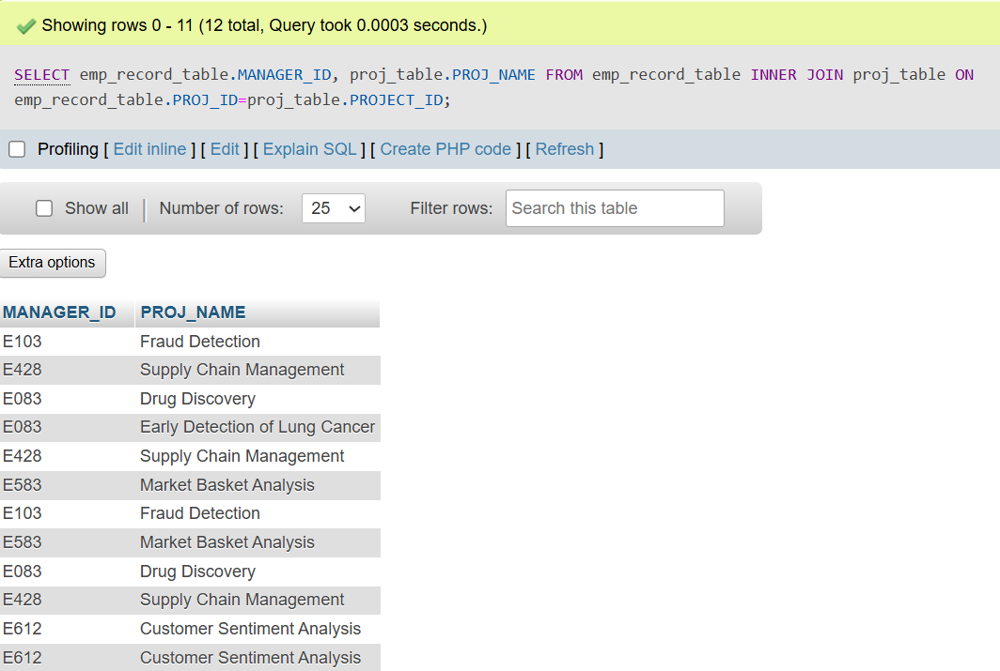 Showing rows 0 - 11 (12 total, Query took 0.0003 seconds.)
SELECT emp_record_table.MANAGER_ID, proj_table.PROJ_NAME FROM emp_record_table INNER JOIN proj_table ON
emp_record_table.PROJ_ID=proj_table.PROJECT_ID;
Profiling [ Edit inline ] [ Edit ] [ Explain SQL ] [ Create PHP code ] [ Refresh ]
Show all | Number of rows: 25 Filter rows: Search this table
Extra options
MANAGER_ID PROJ_NAME
E103 Fraud Detection
E428 Supply Chain Management
E083 Drug Discovery
E083 Early Detection of Lung Cancer
E428 Supply Chain Management
E583 Market Basket Analysis
E103 Fraud Detection
E583 Market Basket Analysis
E083 Drug Discovery
E428 Supply Chain Management
E612 Customer Sentiment Analysis
E612 Customer Sentiment Analysis